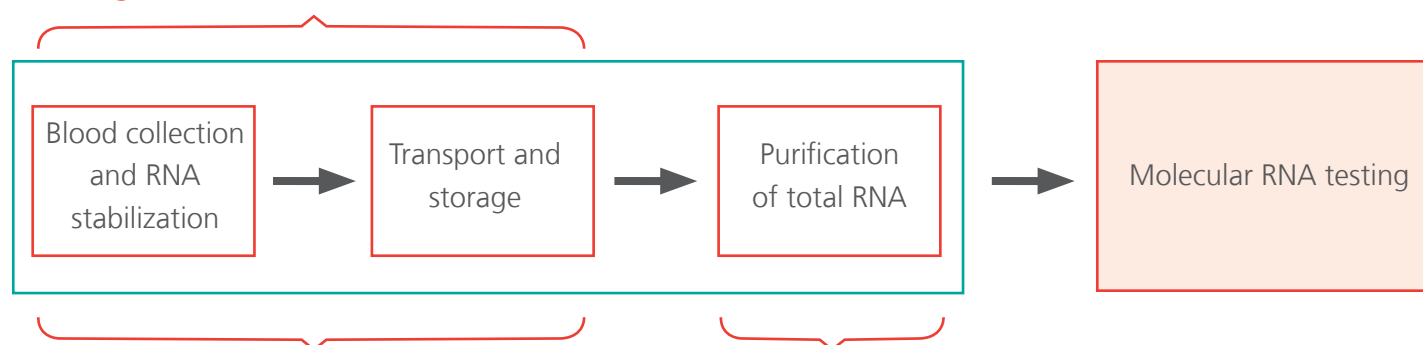 Blood collection
and RNA
stabilization
Transport and
storage
Purification
of total RNA
Molecular RNA testing